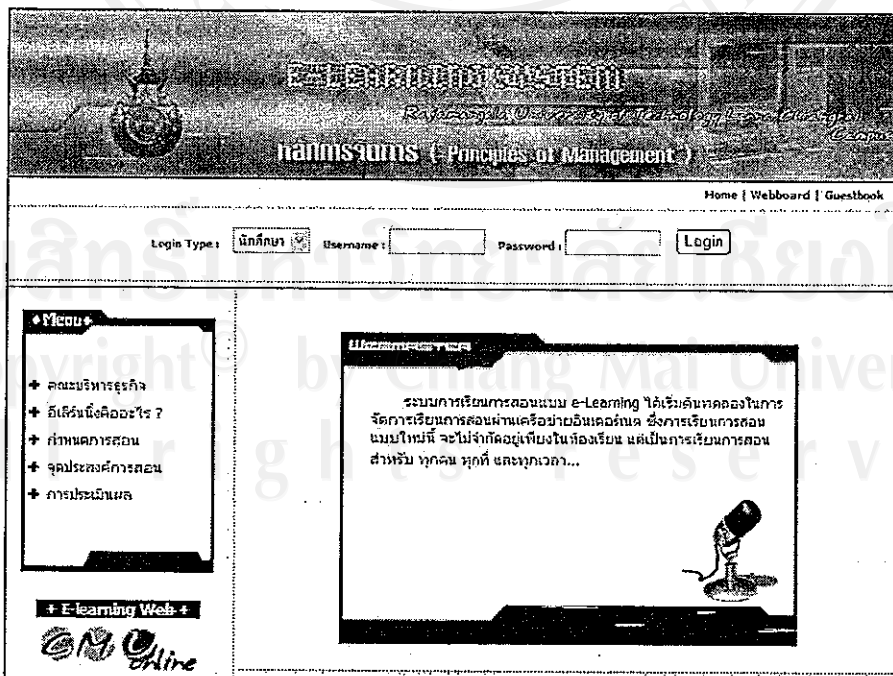 E-LEARNING SYSTEM
Rajamangala University of Technology Lanna Chiangmai
หลักการจัดการ ( Principles of Management )
Home | Webboard | Guestbook
Login Type : นักศึกษา Username : Password : Login
+Menu+
+ คณะบริหารธุรกิจ
+ อีเลิร์นนิ่งคืออะไร ?
+ กำหนดการสอน
+ จุดประสงค์การสอน
+ การประเมินผล
+ E-learning Web +
CMU Online
Webmaster
ระบบการเรียนการสอนแบบ e-Learning ได้เริ่มต้นทดลองในการ
จัดการเรียนการสอนผ่านเครือข่ายอินเตอร์เนต ซึ่งการเรียนการสอน
แบบใหม่นี้ จะไม่จำกัดอยู่เพียงในห้องเรียน แต่เป็นการเรียนการสอน
สำหรับ ทุกคน ทุกที่ และทุกเวลา...
by Chiang Mai Univer